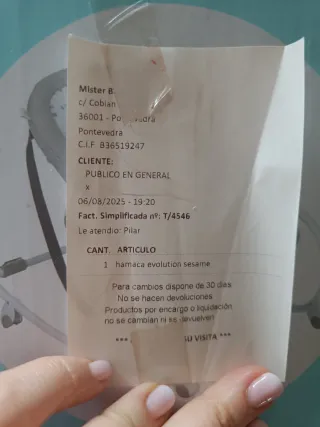 Mister B
c/ Cobian
36001 - Po vedra
Pontevedra
C.I.F. B36519247
CLIENTE:
PUBLICO EN GENERAL
x
06/08/2025 - 19:20
Fact. Simplificada nº: T/4546
Le atendio: Pilar
CANT. ARTICULO
1 hamaca evolution sesame
Para cambios dispone de 30 dias
No se hacen devoluciones
Productos por encargo o liquidación
no se cambian ni se devuelven
*** SU VISITA ***